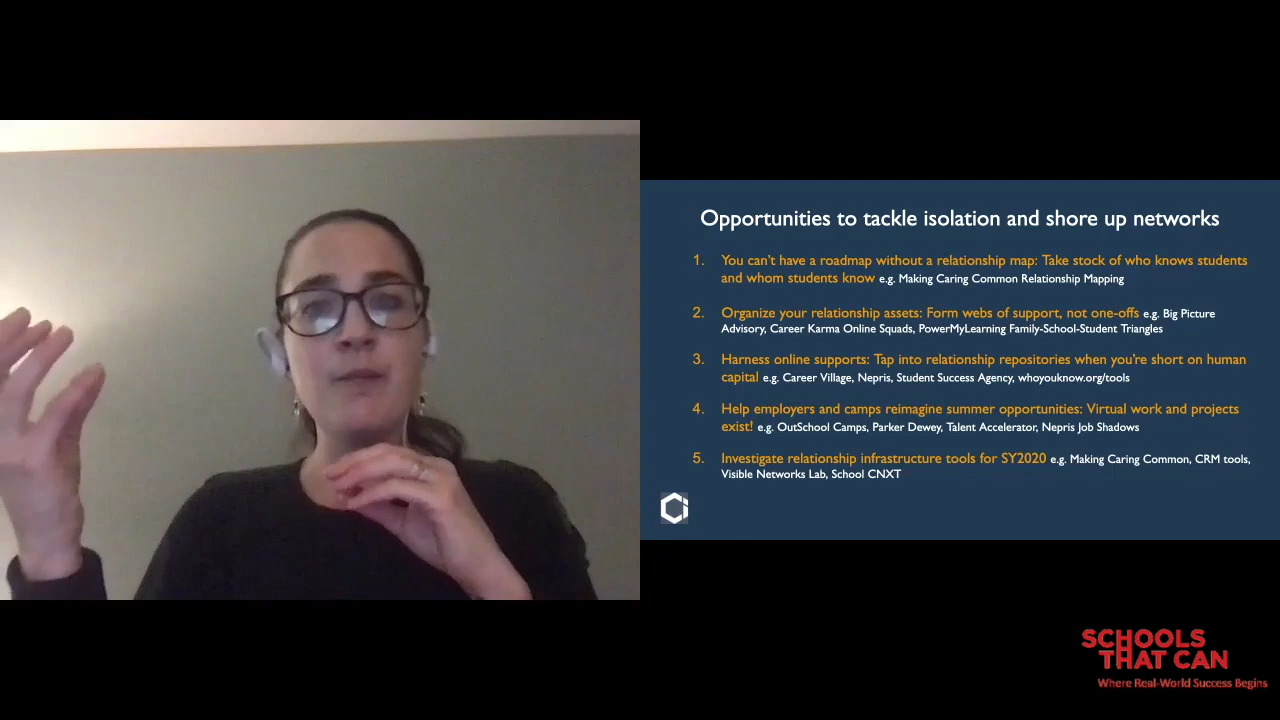 Opportunities to tackle isolation and shore up networks
1. You can't have a roadmap without a relationship map: Take stock of who knows students
and whom students know e.g. Making Caring Common Relationship Mapping
2. Organize your relationship assets: Form webs of support, not one-offs e.g. Big Picture
Advisory, Career Karma Online Squads, PowerMyLearning Family-School-Student Triangles
3. Harness online supports: Tap into relationship repositories when you're short on human
capital e.g. Career Village, Nepris, Student Success Agency, whoyouknow.org/tools
4. Help employers and camps reimagine summer opportunities: Virtual work and projects
exist! e.g. OutSchool Camps, Parker Dewey, Talent Accelerator, Nepris Job Shadows
5. Investigate relationship infrastructure tools for SY2020 e.g. Making Caring Common, CRM tools,
Visible Networks Lab, School CNXT
SCHOOLS
THAT CAN
Where Real-World Success Begins